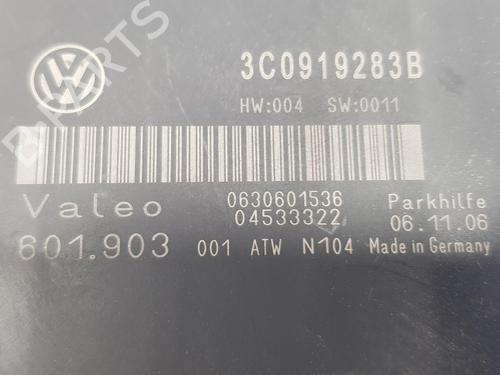 3C0919283B
HW:004 SW:0011
Valeo 0630601536 Parkhilfe
04533322 06.11.06
601.903 001 ATW N104 Made in Germany
B-PARTS